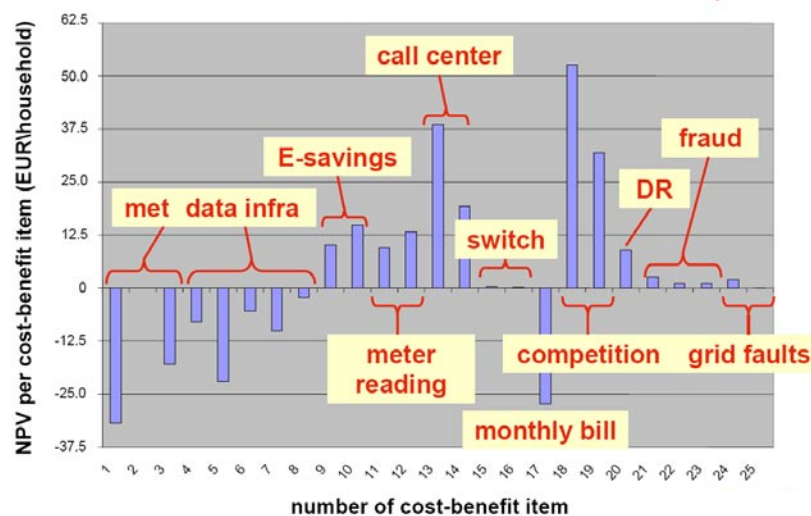 NPV per cost-benefit item (EUR\household)
62.5
50.0
37.5
25.0
12.5
0
-12.5
-25.0
-37.5
call center
E-savings
fraud
met data infra
DR
switch
meter
reading
competition
grid faults
monthly bill
1 2 3 4 5 6 7 8 9 10 11 12 13 14 15 16 17 18 19 20 21 22 23 24 25
number of cost-benefit item